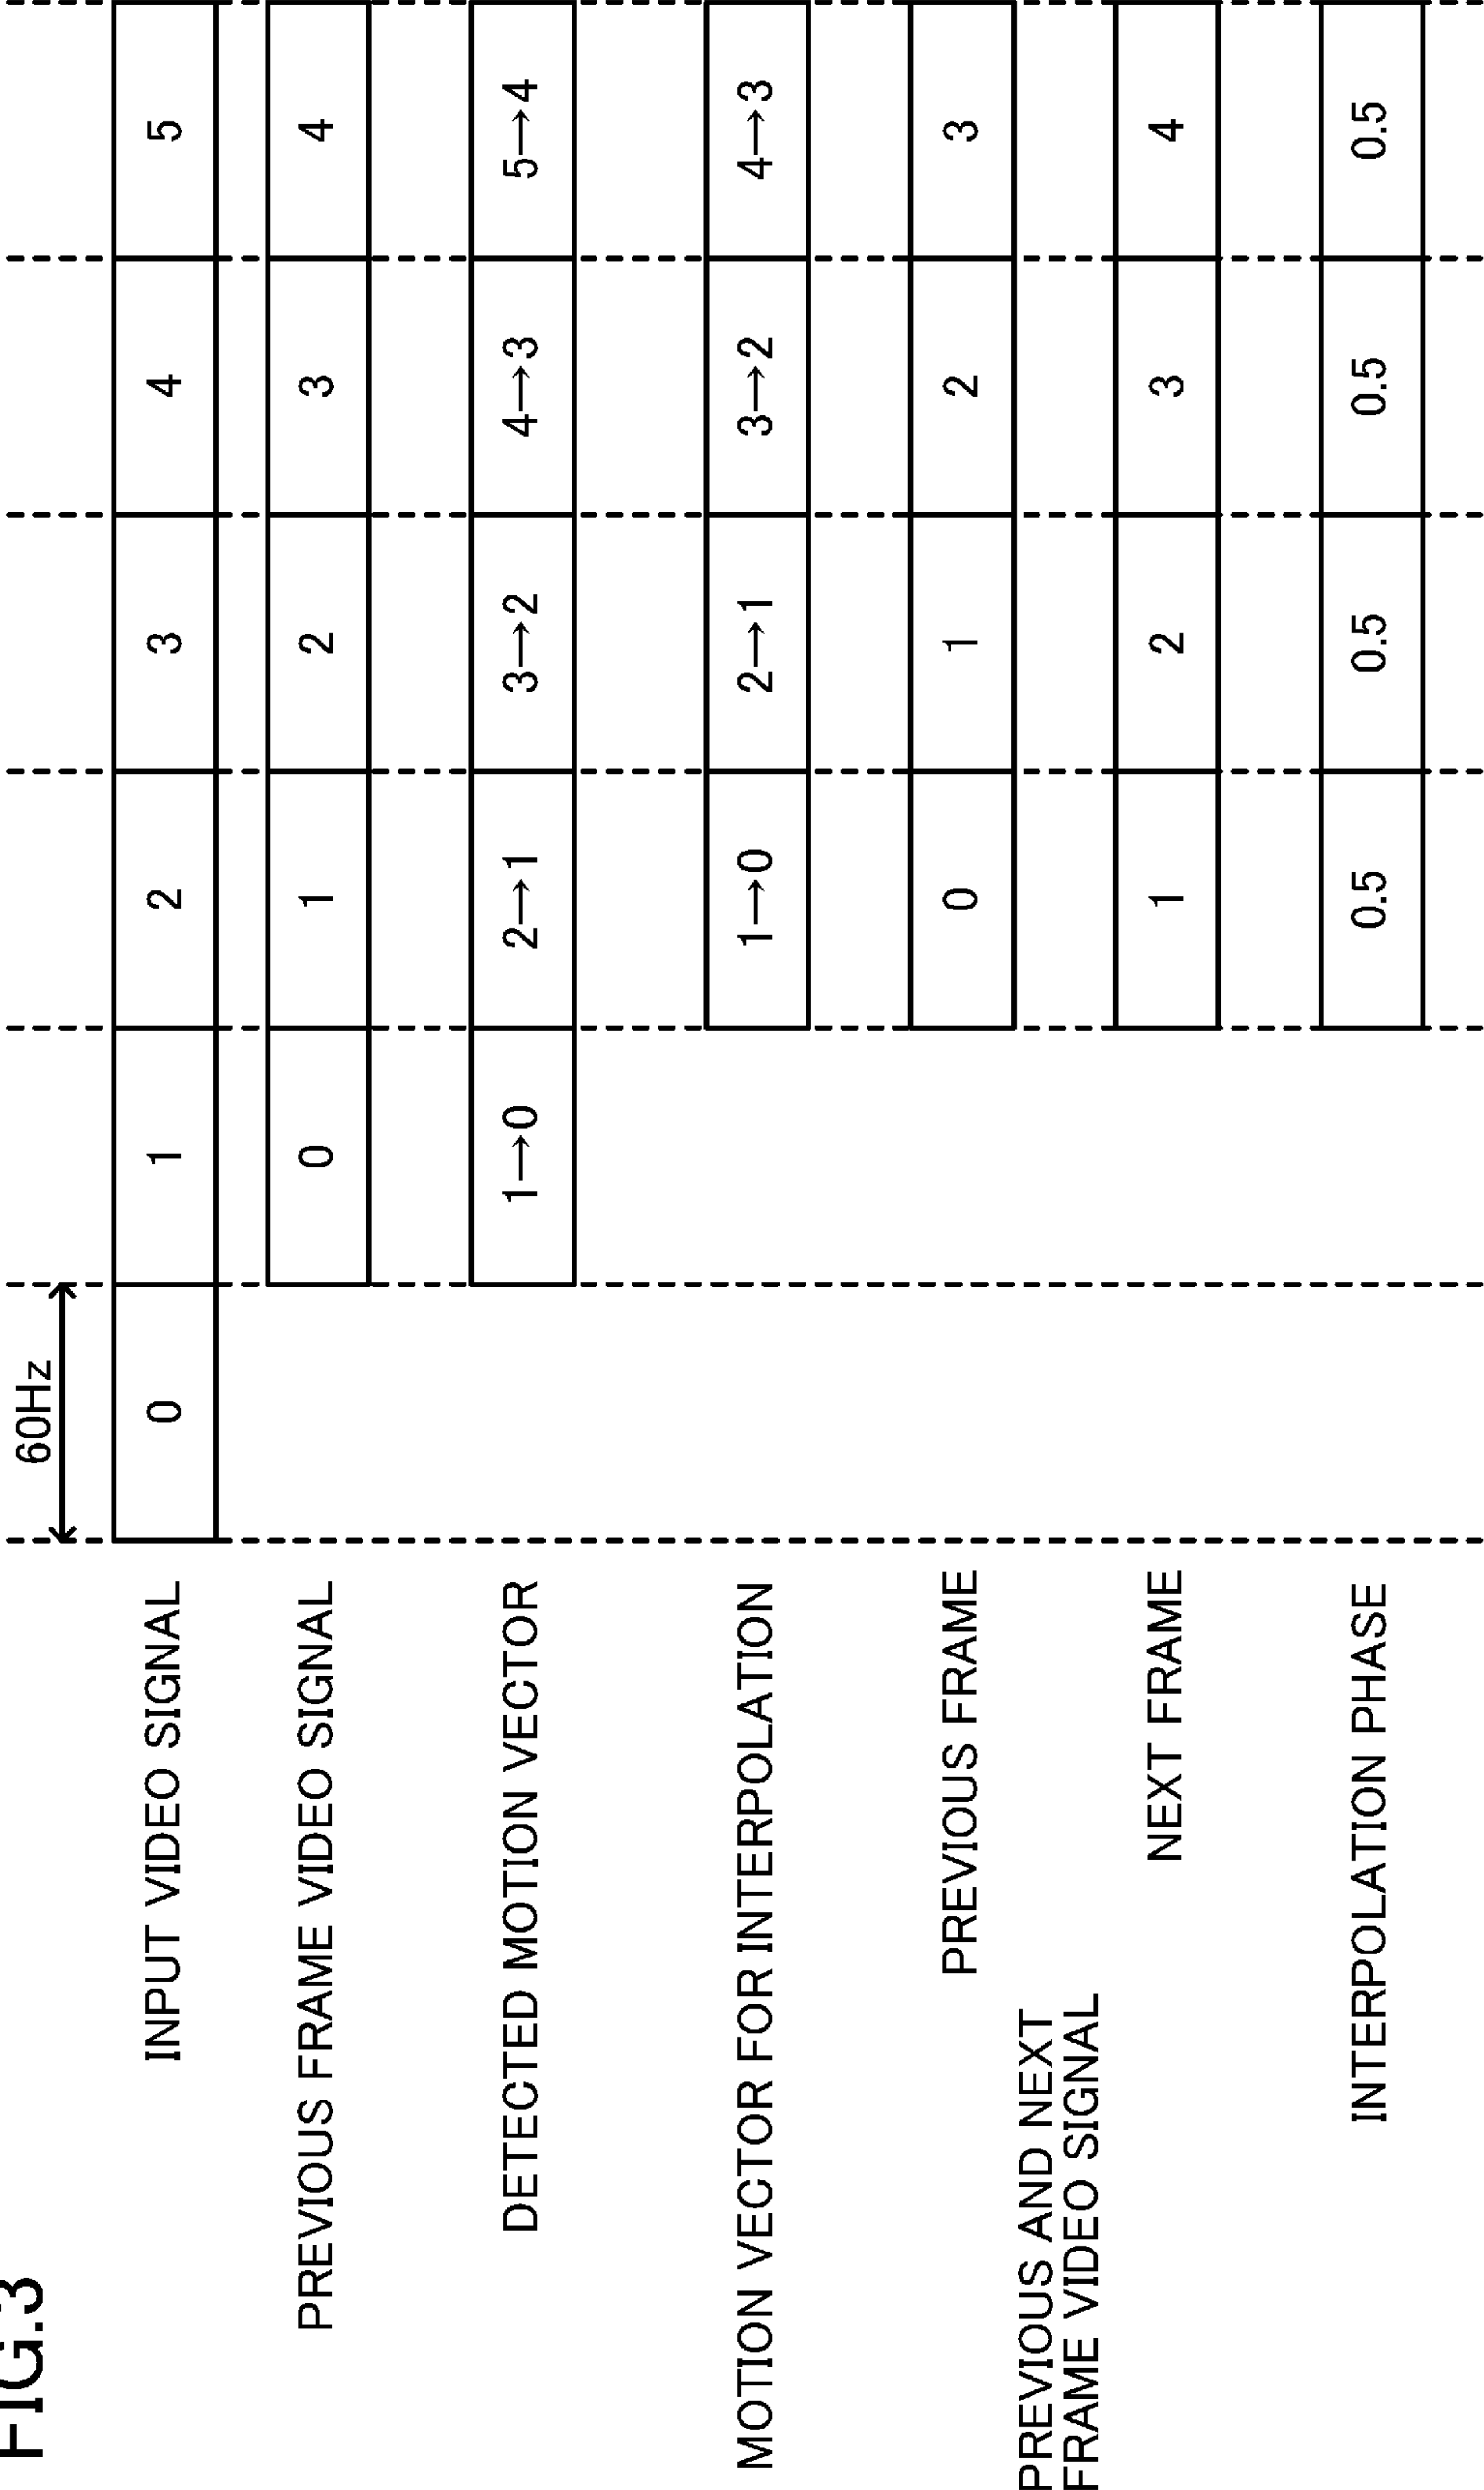 FIG.3
60Hz
INPUT VIDEO SIGNAL 0 1 2 3 4 5
PREVIOUS FRAME VIDEO SIGNAL 0 1 2 3 4
DETECTED MOTION VECTOR 1→0 2→1 3→2 4→3 5→4
MOTION VECTOR FOR INTERPOLATION 1→0 2→1 3→2 4→3
PREVIOUS FRAME 0 1 2 3
PREVIOUS AND NEXT
FRAME VIDEO SIGNAL
NEXT FRAME 1 2 3 4
INTERPOLATION PHASE 0.5 0.5 0.5 0.5